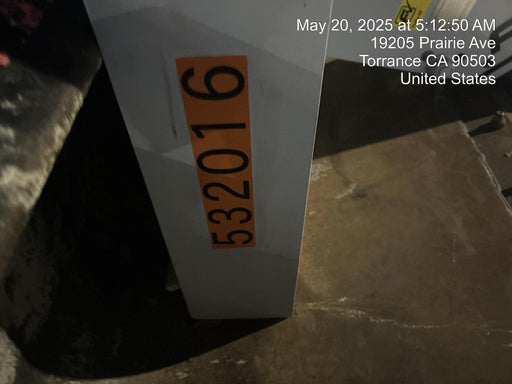 May 20, 2025 at 5:12:50 AM
19205 Prairie Ave
Torrance CA 90503
United States
532016